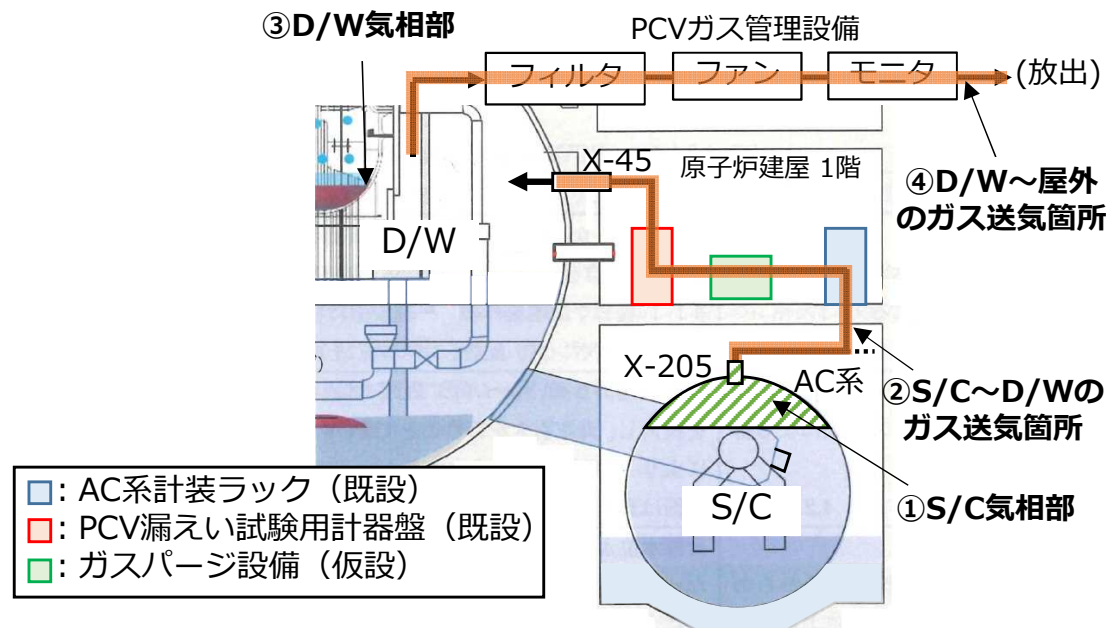 ③D/W気相部
PCVガス管理設備
フィルタ
ファン
モニタ
(放出)
X-45
原子炉建屋 1階
④D/W～屋外
のガス送気箇所
D/W
X-205
AC系
②S/C～D/Wの
ガス送気箇所
S/C
①S/C気相部
: AC系計装ラック（既設）
: PCV漏えい試験用計器盤（既設）
: ガスパージ設備（仮設）